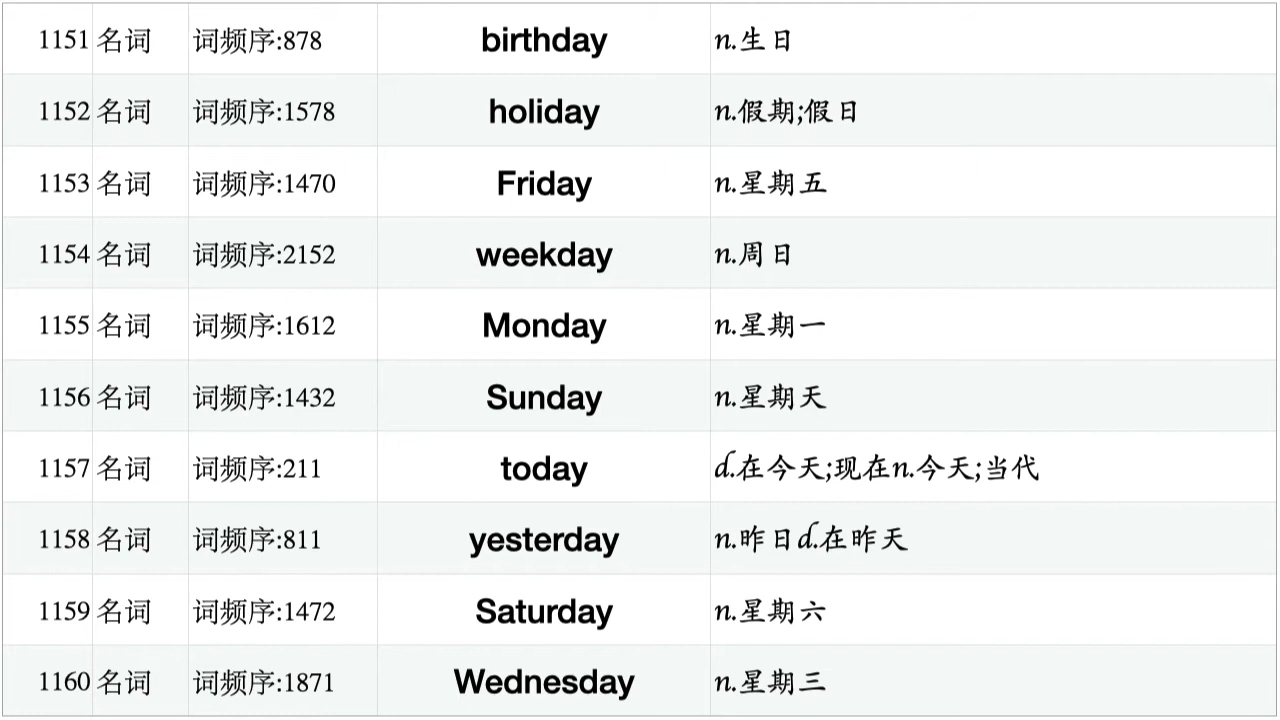 1151 名词 词频序:878 birthday n.生日
1152 名词 词频序:1578 holiday n.假期;假日
1153 名词 词频序:1470 Friday n.星期五
1154 名词 词频序:2152 weekday n.周日
1155 名词 词频序:1612 Monday n.星期一
1156 名词 词频序:1432 Sunday n.星期天
1157 名词 词频序:211 today d.在今天;现在n.今天;当代
1158 名词 词频序:811 yesterday n.昨日d.在昨天
1159 名词 词频序:1472 Saturday n.星期六
1160 名词 词频序:1871 Wednesday n.星期三